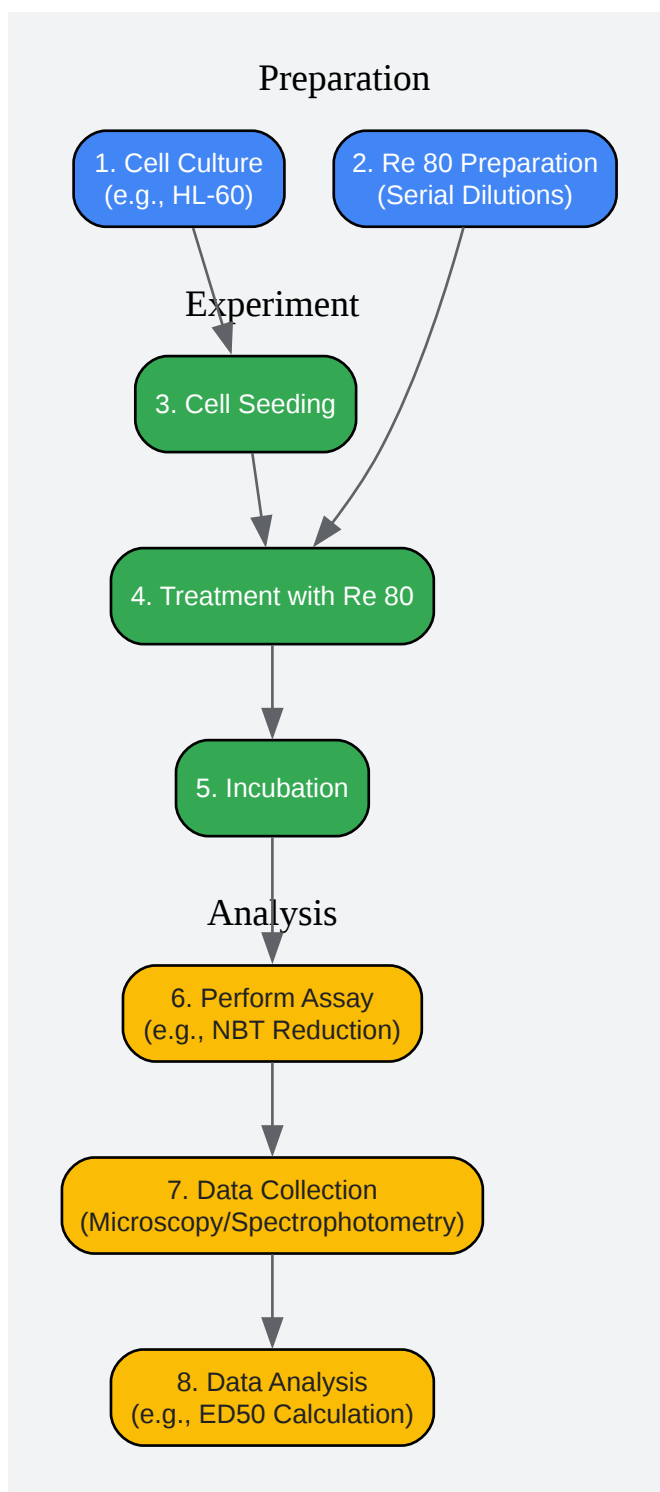 Preparation
1. Cell Culture
(e.g., HL-60)
2. Re 80 Preparation
(Serial Dilutions)
Experiment
3. Cell Seeding
4. Treatment with Re 80
5. Incubation
Analysis
6. Perform Assay
(e.g., NBT Reduction)
7. Data Collection
(Microscopy/Spectrophotometry)
8. Data Analysis
(e.g., ED50 Calculation)